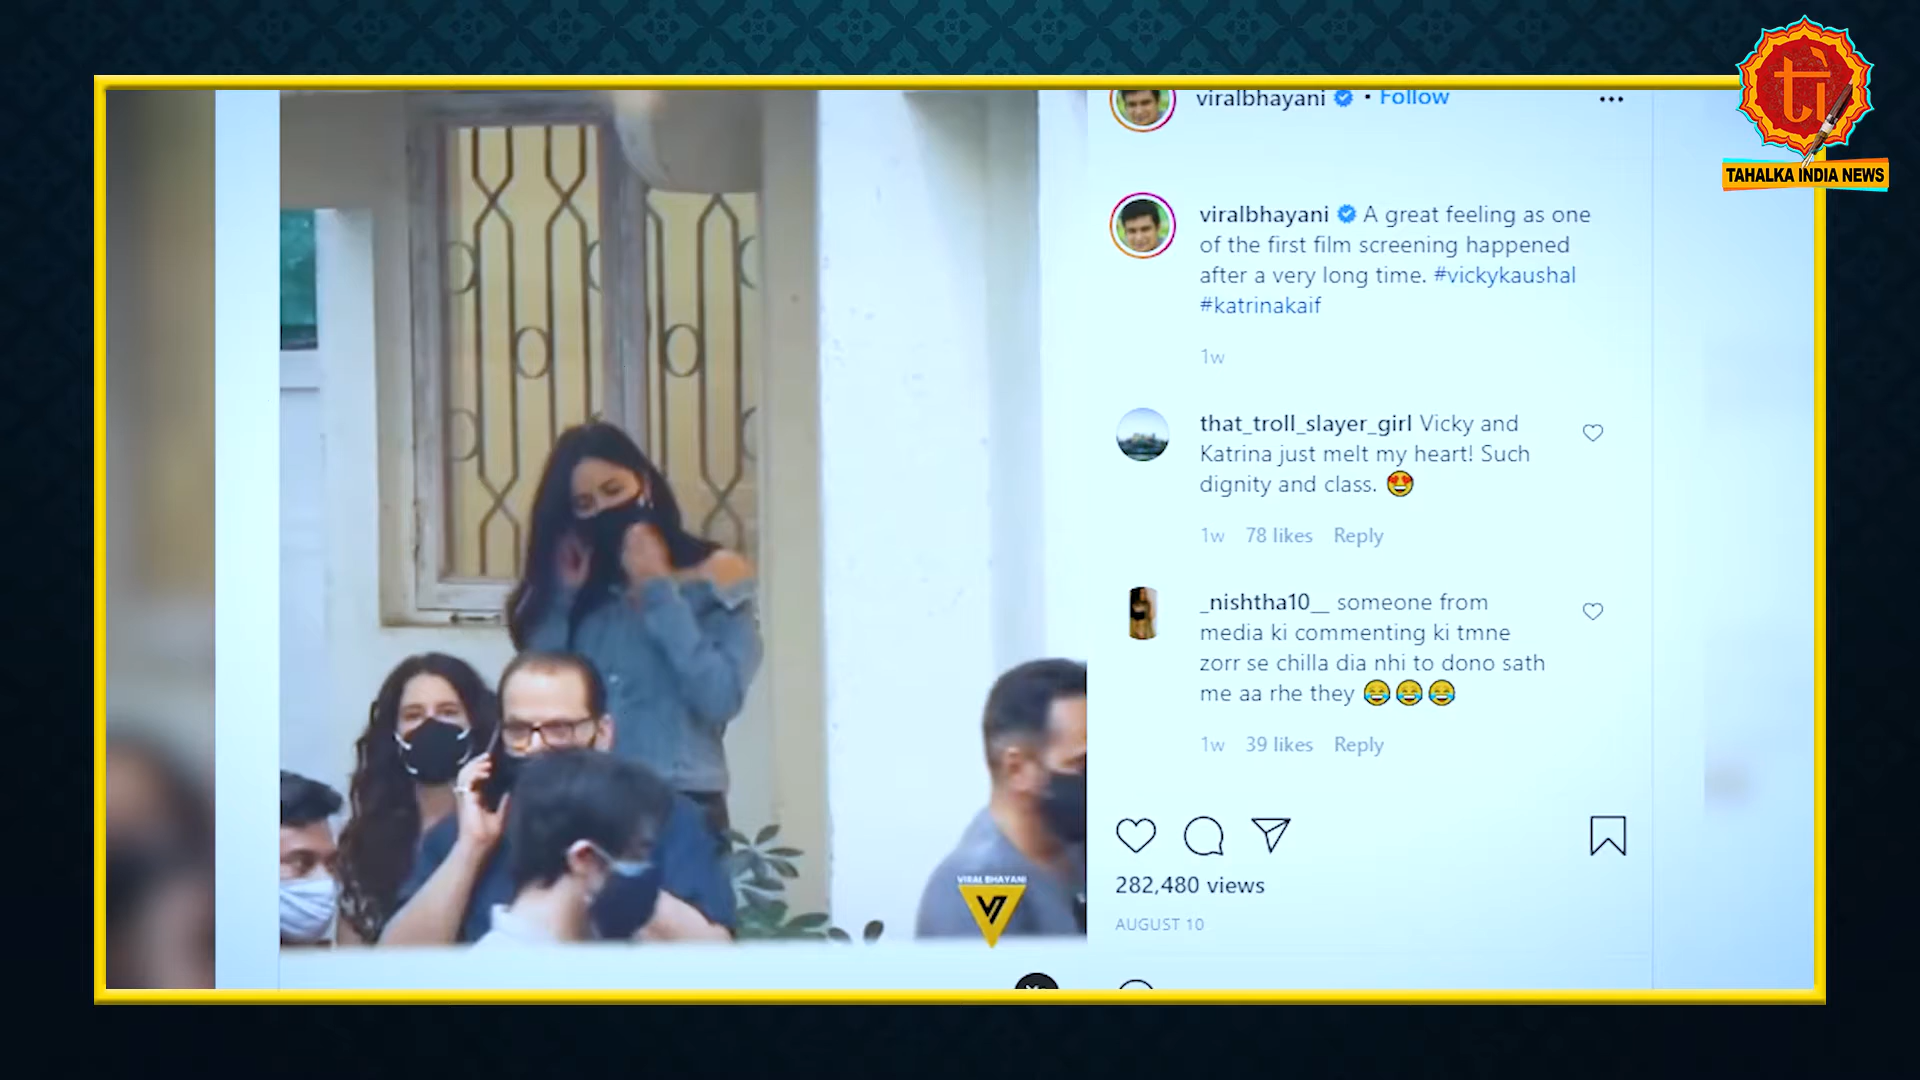 viralbhayani • Follow
viralbhayani A great feeling as one
of the first film screening happened
after a very long time. #vickykaushal
#katrinakaif
1w
that_troll_slayer_girl Vicky and
Katrina just melt my heart! Such
dignity and class. 😍
1w 78 likes Reply
_nishtha10__ someone from
media ki commenting ki tmne
zorr se chilla dia nhi to dono sath
me aa rhe they 😂😂😂
1w 39 likes Reply
282,480 views
AUGUST 10
VIRAL BHAYANI
V
ti
TAHALKA INDIA NEWS